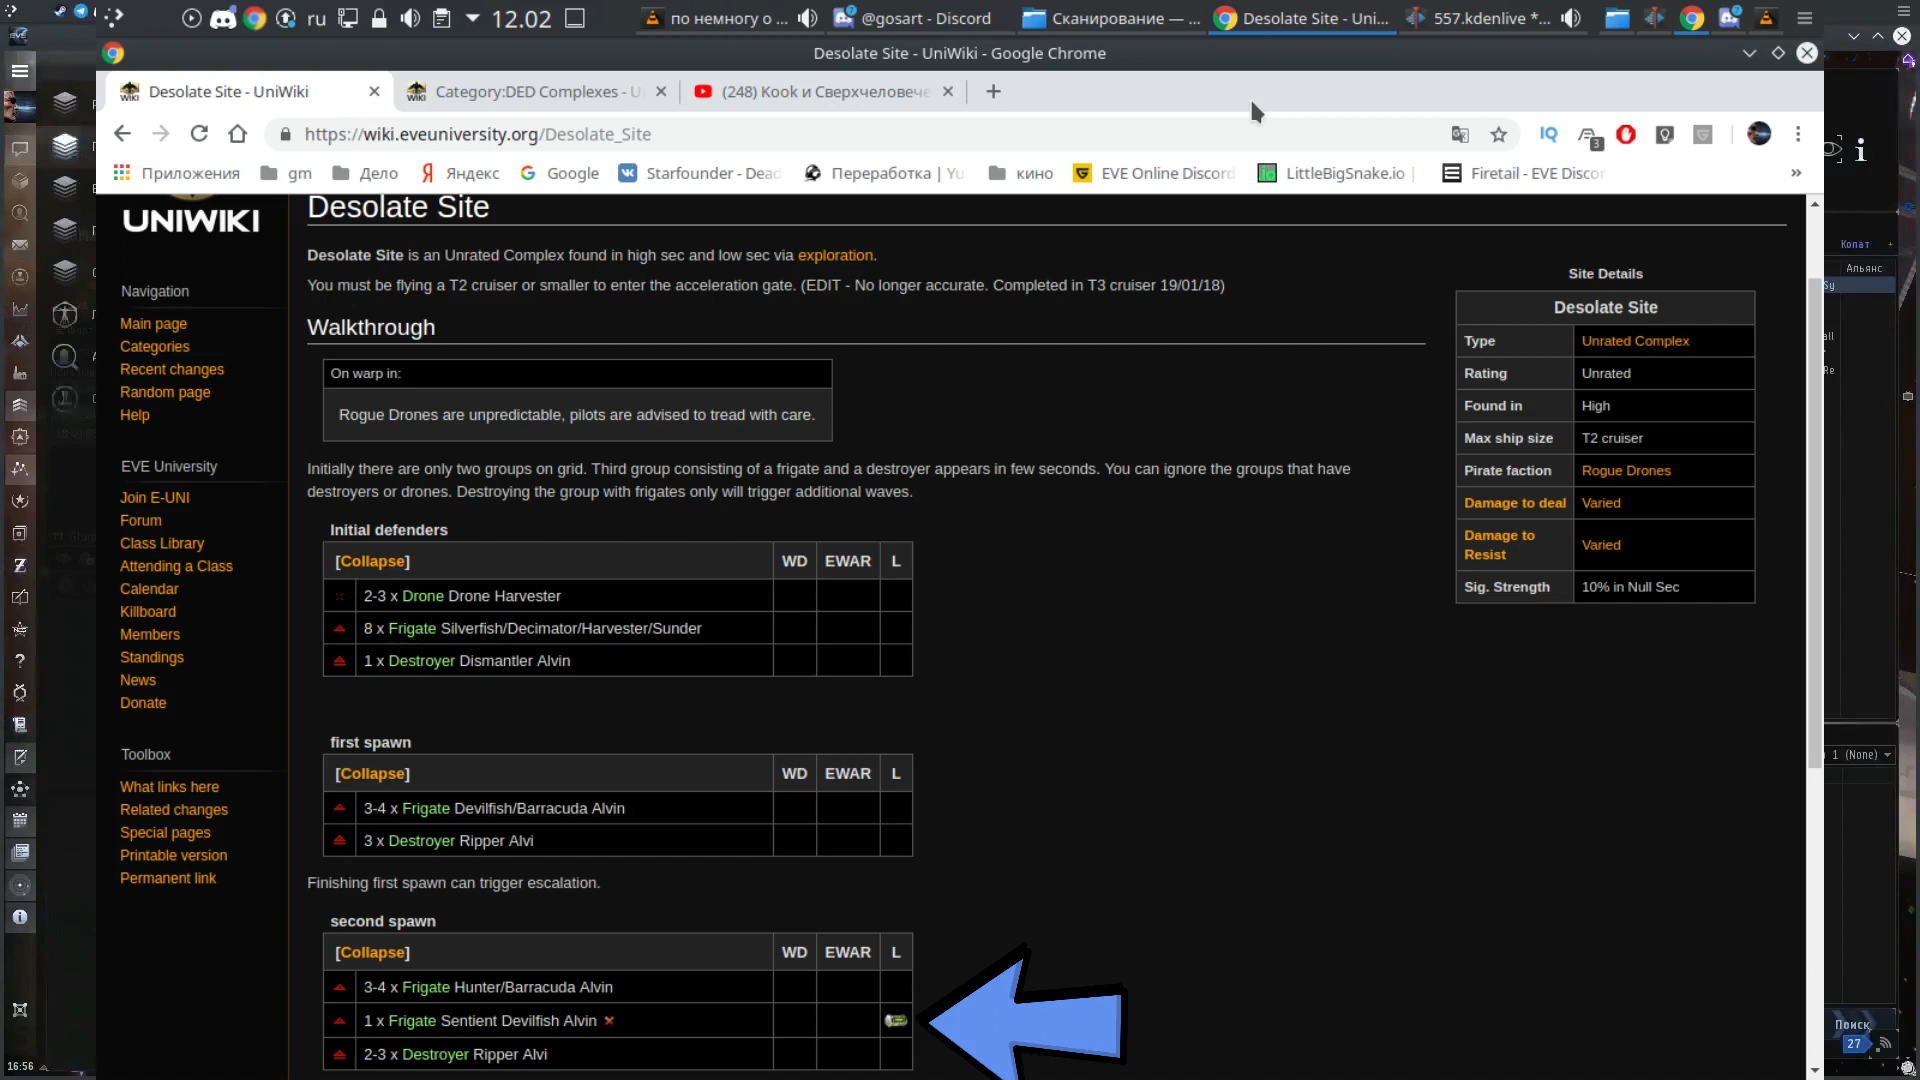 ru
12.02
по немногу о ...
@gosart - Discord
Сканирование — ...
Desolate Site - Uni...
557.kdenlive *...
Desolate Site - UniWiki - Google Chrome
Desolate Site - UniWiki
Category:DED Complexes - U
(248) Kook и Сверхчеловече
https://wiki.eveuniversity.org/Desolate_Site
3
Приложения
gm
Дело
Яндекс
Google
Starfounder - Dead
Переработка | Yu
кино
EVE Online Discord
LittleBigSnake.io |
Firetail - EVE Discor
»
UNIWIKI
Navigation
Main page
Categories
Recent changes
Random page
Help
EVE University
Join E-UNI
Forum
Class Library
Attending a Class
Calendar
Killboard
Members
Standings
News
Donate
Toolbox
What links here
Related changes
Special pages
Printable version
Permanent link
Desolate Site
Desolate Site is an Unrated Complex found in high sec and low sec via exploration.
You must be flying a T2 cruiser or smaller to enter the acceleration gate. (EDIT - No longer accurate. Completed in T3 cruiser 19/01/18)
Walkthrough
On warp in:
Rogue Drones are unpredictable, pilots are advised to tread with care.
Initially there are only two groups on grid. Third group consisting of a frigate and a destroyer appears in few seconds. You can ignore the groups that have
destroyers or drones. Destroying the group with frigates only will trigger additional waves.
Initial defenders
[Collapse] WD EWAR L
2-3 x Drone Drone Harvester
8 x Frigate Silverfish/Decimator/Harvester/Sunder
1 x Destroyer Dismantler Alvin
first spawn
[Collapse] WD EWAR L
3-4 x Frigate Devilfish/Barracuda Alvin
3 x Destroyer Ripper Alvi
Finishing first spawn can trigger escalation.
second spawn
[Collapse] WD EWAR L
3-4 x Frigate Hunter/Barracuda Alvin
1 x Frigate Sentient Devilfish Alvin
2-3 x Destroyer Ripper Alvi
Site Details
Desolate Site
Type Unrated Complex
Rating Unrated
Found in High
Max ship size T2 cruiser
Pirate faction Rogue Drones
Damage to deal Varied
Damage to
Resist
Varied
Sig. Strength 10% in Null Sec
Копат
Альянс
1 (None)
Поиск
27
16:56